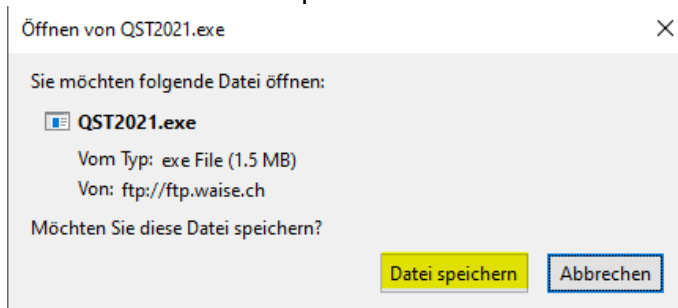 Öffnen von QST2021.exe
Sie möchten folgende Datei öffnen:
QST2021.exe
Vom Typ: exe File (1.5 MB)
Von: ftp://ftp.waise.ch
Möchten Sie diese Datei speichern?
Datei speichern Abbrechen